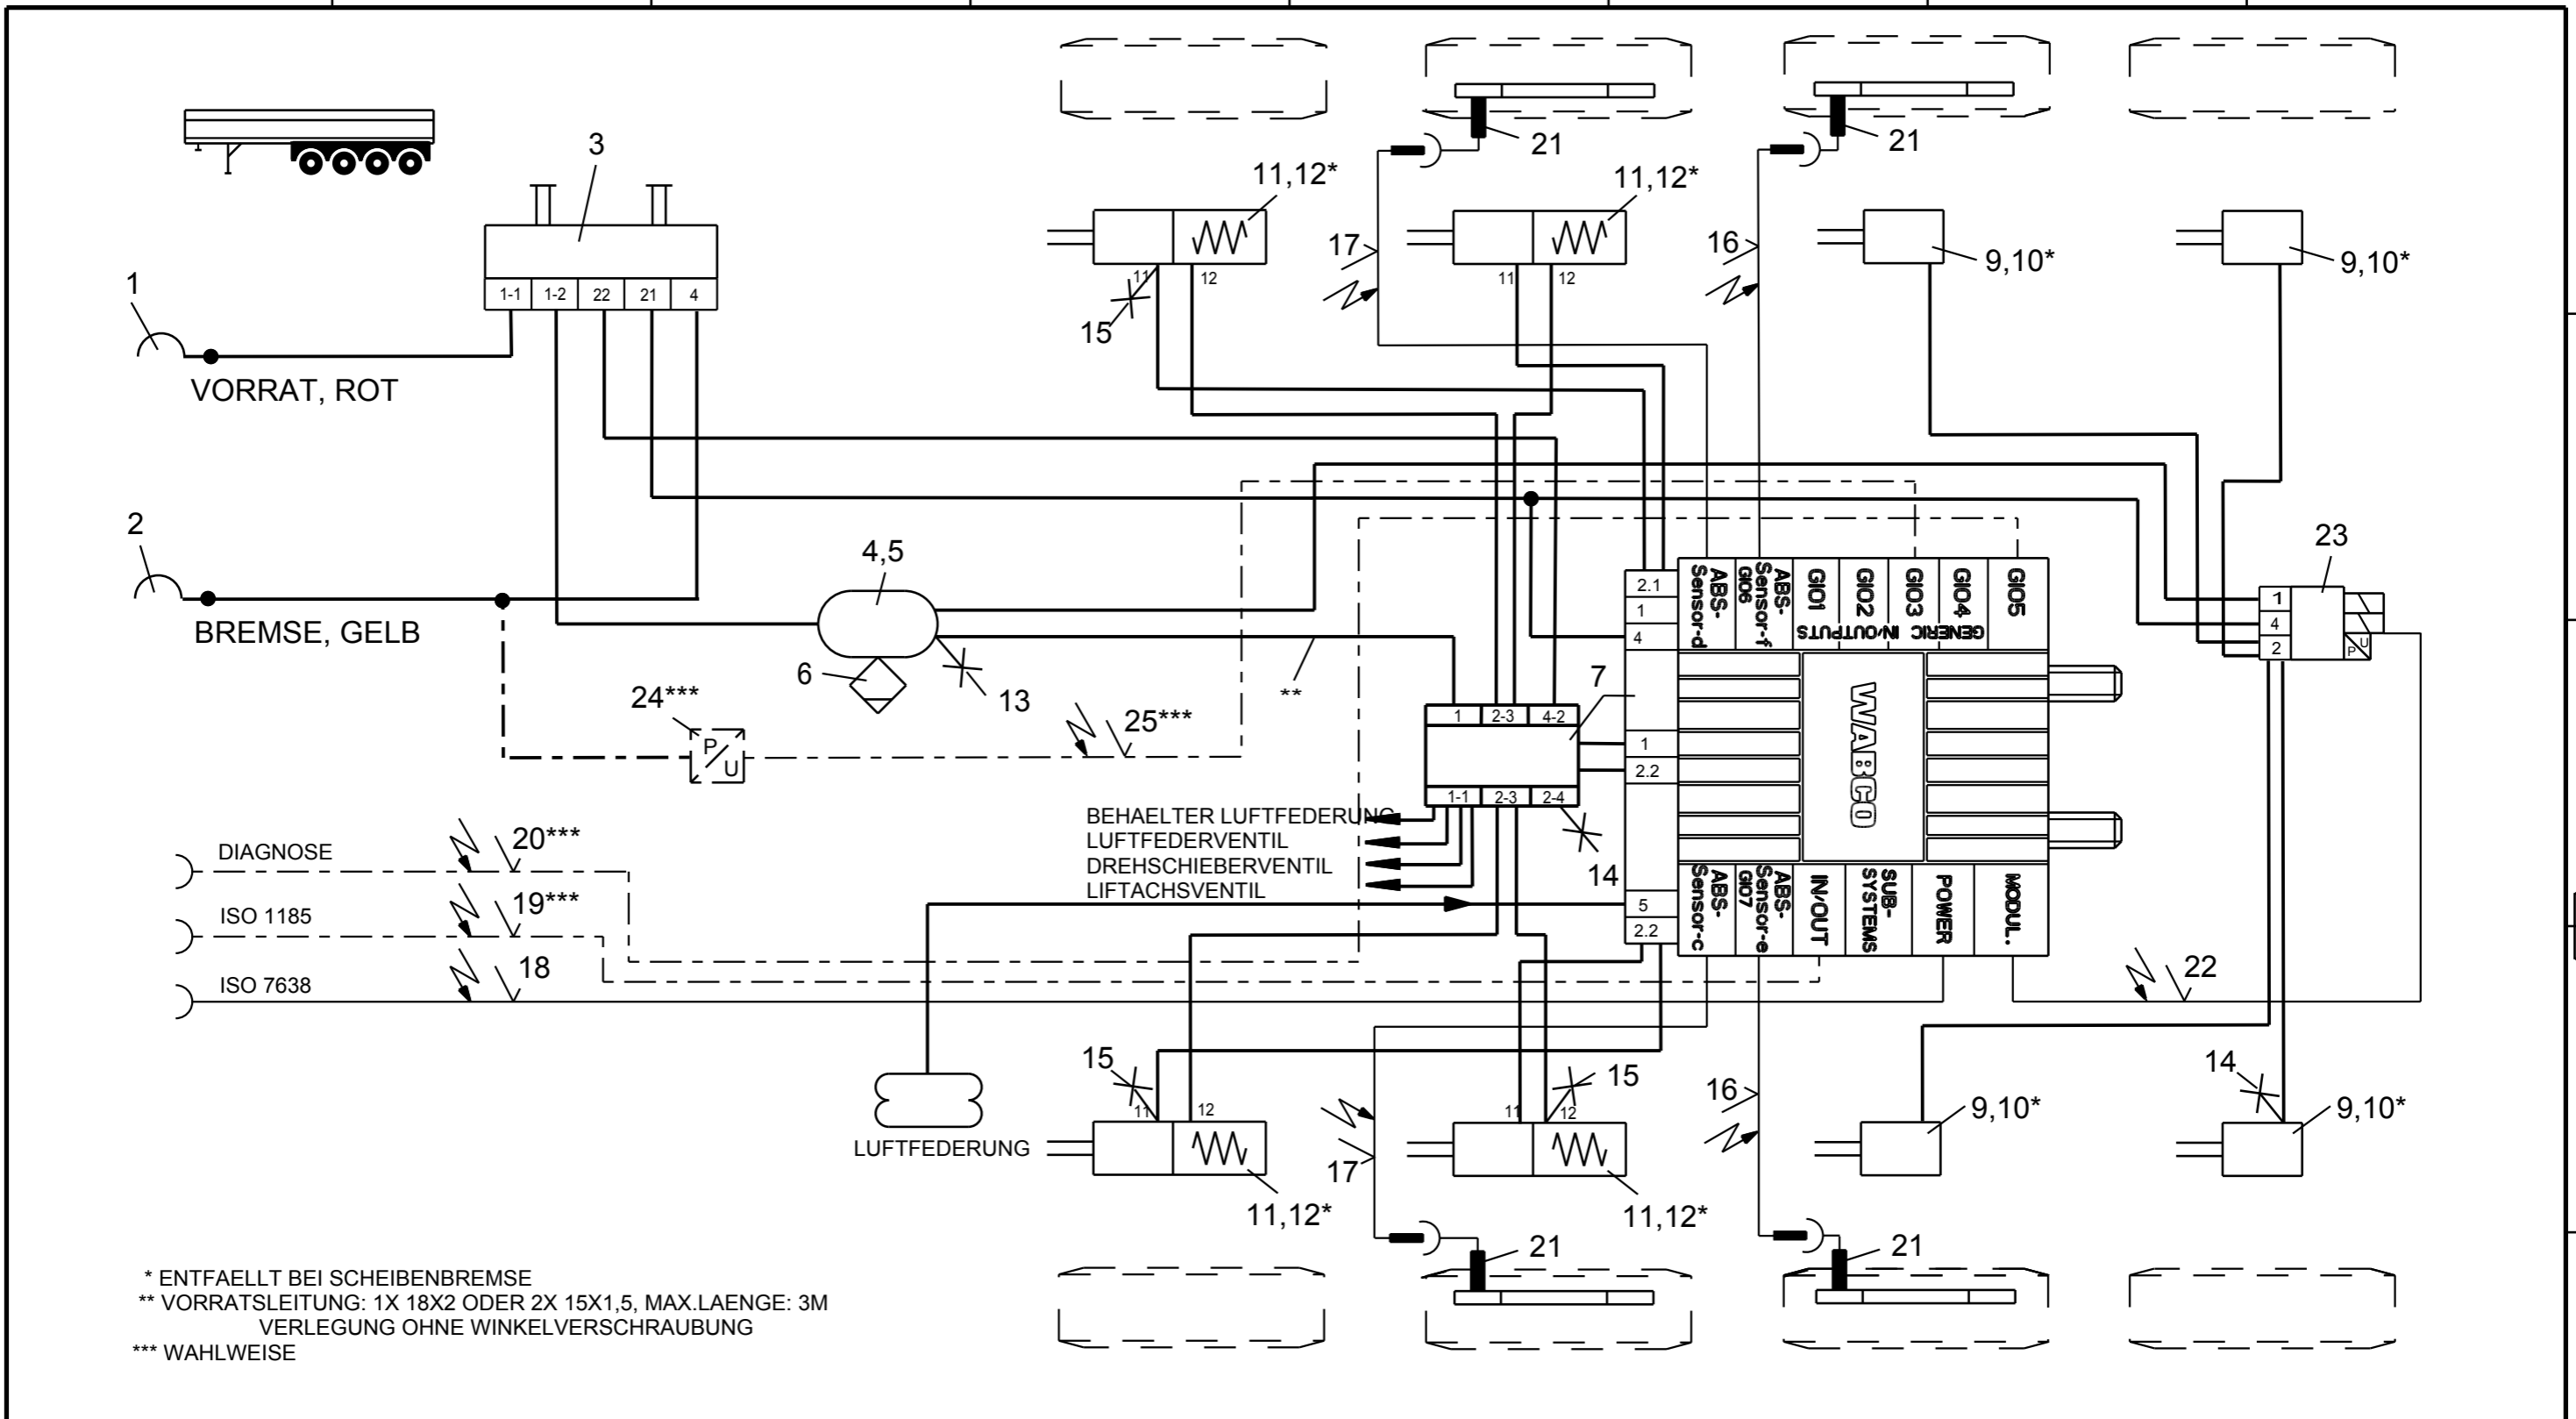 3
11,12*
11,12*
21
21
17
16
9,10*
9,10*
1
1-1
1-2
22
21
4
11
12
11
12
15
VORRAT, ROT
2
4,5
23
BREMSE, GELB
2.1
1
4
ABS-
Sensor-d
ABS-
Sensor-f
GIO6
GIO1
GIO2
GIO3
GIO4
GIO5
GENERIC IN/OUTPUTS
1
4
2
P
U
6
13
**
7
24***
25***
P
U
1
2-3
4-2
1
2.2
WABCO
1-1
2-3
2-4
BEHAELTER LUFTFEDERUNG
LUFTFEDERVENTIL
DREHSCHIEBERVENTIL
LIFTACHSVENTIL
14
DIAGNOSE
20***
ISO 1185
19***
ISO 7638
18
5
2.2
ABS-
Sensor-c
ABS-
Sensor-e
GIO7
IN/OUT
SUB-
SYSTEMS
POWER
MODUL.
22
15
15
16
14
11
12
11
12
9,10*
9,10*
LUFTFEDERUNG
17
11,12*
11,12*
21
21
* ENTFAELLT BEI SCHEIBENBREMSE
** VORRATSLEITUNG: 1X 18X2 ODER 2X 15X1,5, MAX.LAENGE: 3M
VERLEGUNG OHNE WINKELVERSCHRAUBUNG
*** WAHLWEISE